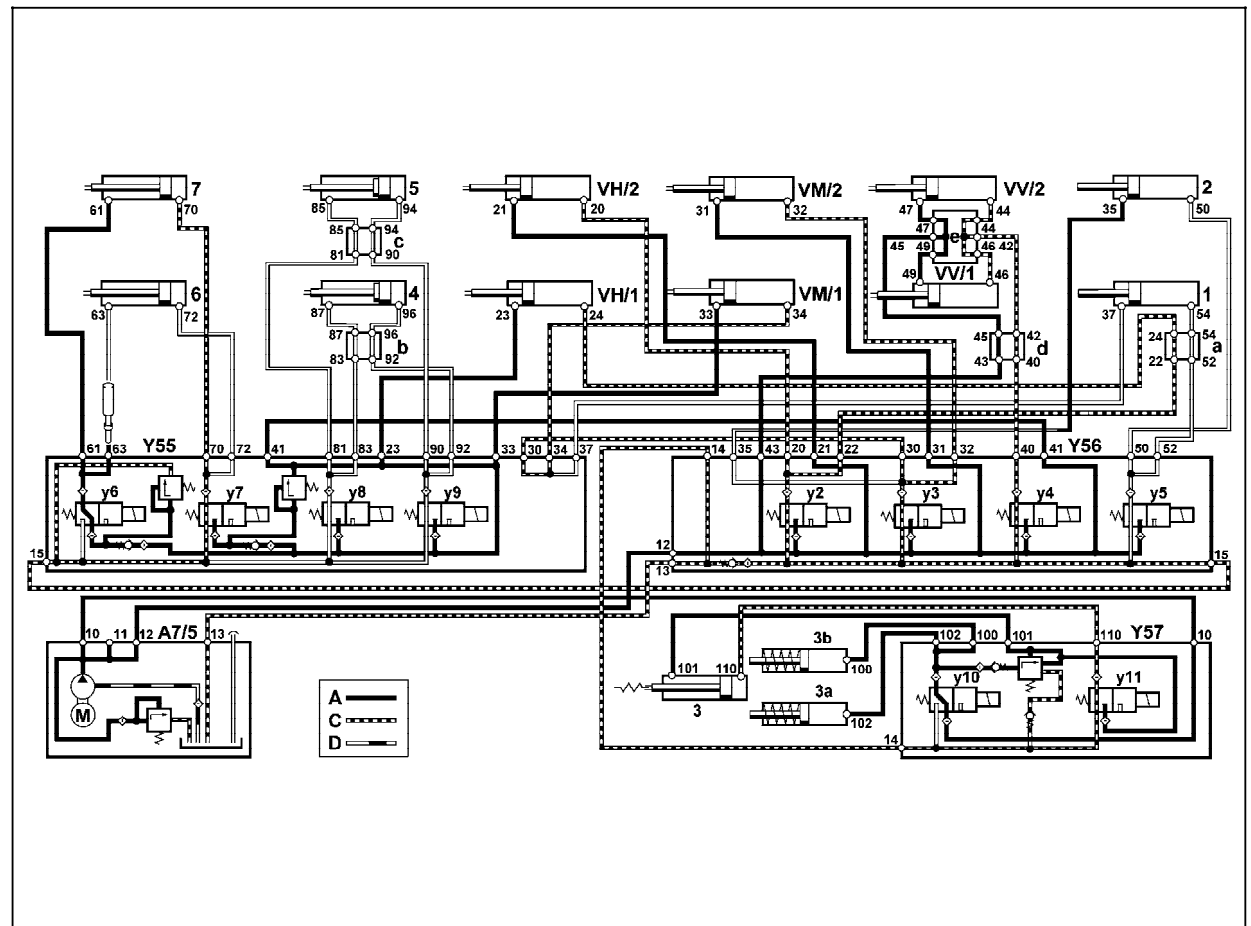 7 5 VH/2 VM/2 VV/2 2
61 70 85 94 21 20 31 32 47 44 35 50
85 94 47 44
c e
81 90 45 49 46 42
49 VV/1 46
6 4 VH/1 VM/1 1
63 72 87 96 23 24 33 34 37 54
87 96 45 42 24 54
b d a
83 92 43 40 22 52
61 63 Y55 70 72 41 81 83 23 90 92 33 30 34 37 14 35 43 20 21 22 30 31 32 40 41 Y56 50 52
y6 y7 y8 y9 y2 y3 y4 y5
15 12 15
13
10 11 12 A7/5 13 102 100 101 110 Y57 10
3b
101 110 100
A M y10 y11
C 3 3a
D 102
14